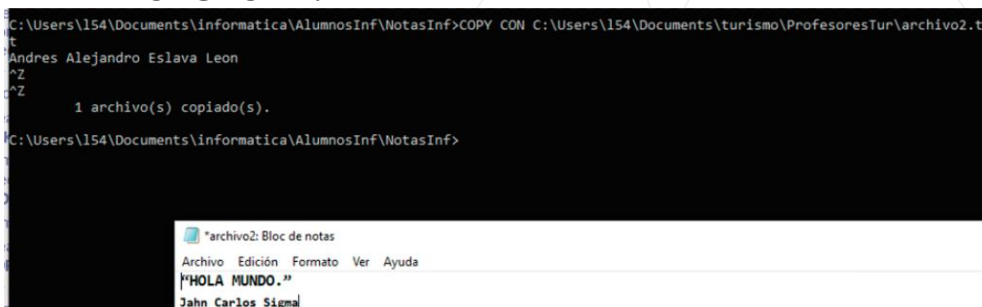 C:\Users\l54\Documents\informatica\AlumnosInf\NotasInf>COPY CON C:\Users\l54\Documents\turismo\ProfesoresTur\archivo2.t
t
Andres Alejandro Eslava Leon
^Z
^Z
1 archivo(s) copiado(s).
C:\Users\l54\Documents\informatica\AlumnosInf\NotasInf>
*archivo2: Bloc de notas
Archivo Edición Formato Ver Ayuda
“HOLA MUNDO.”
Jahn Carlos Sigma